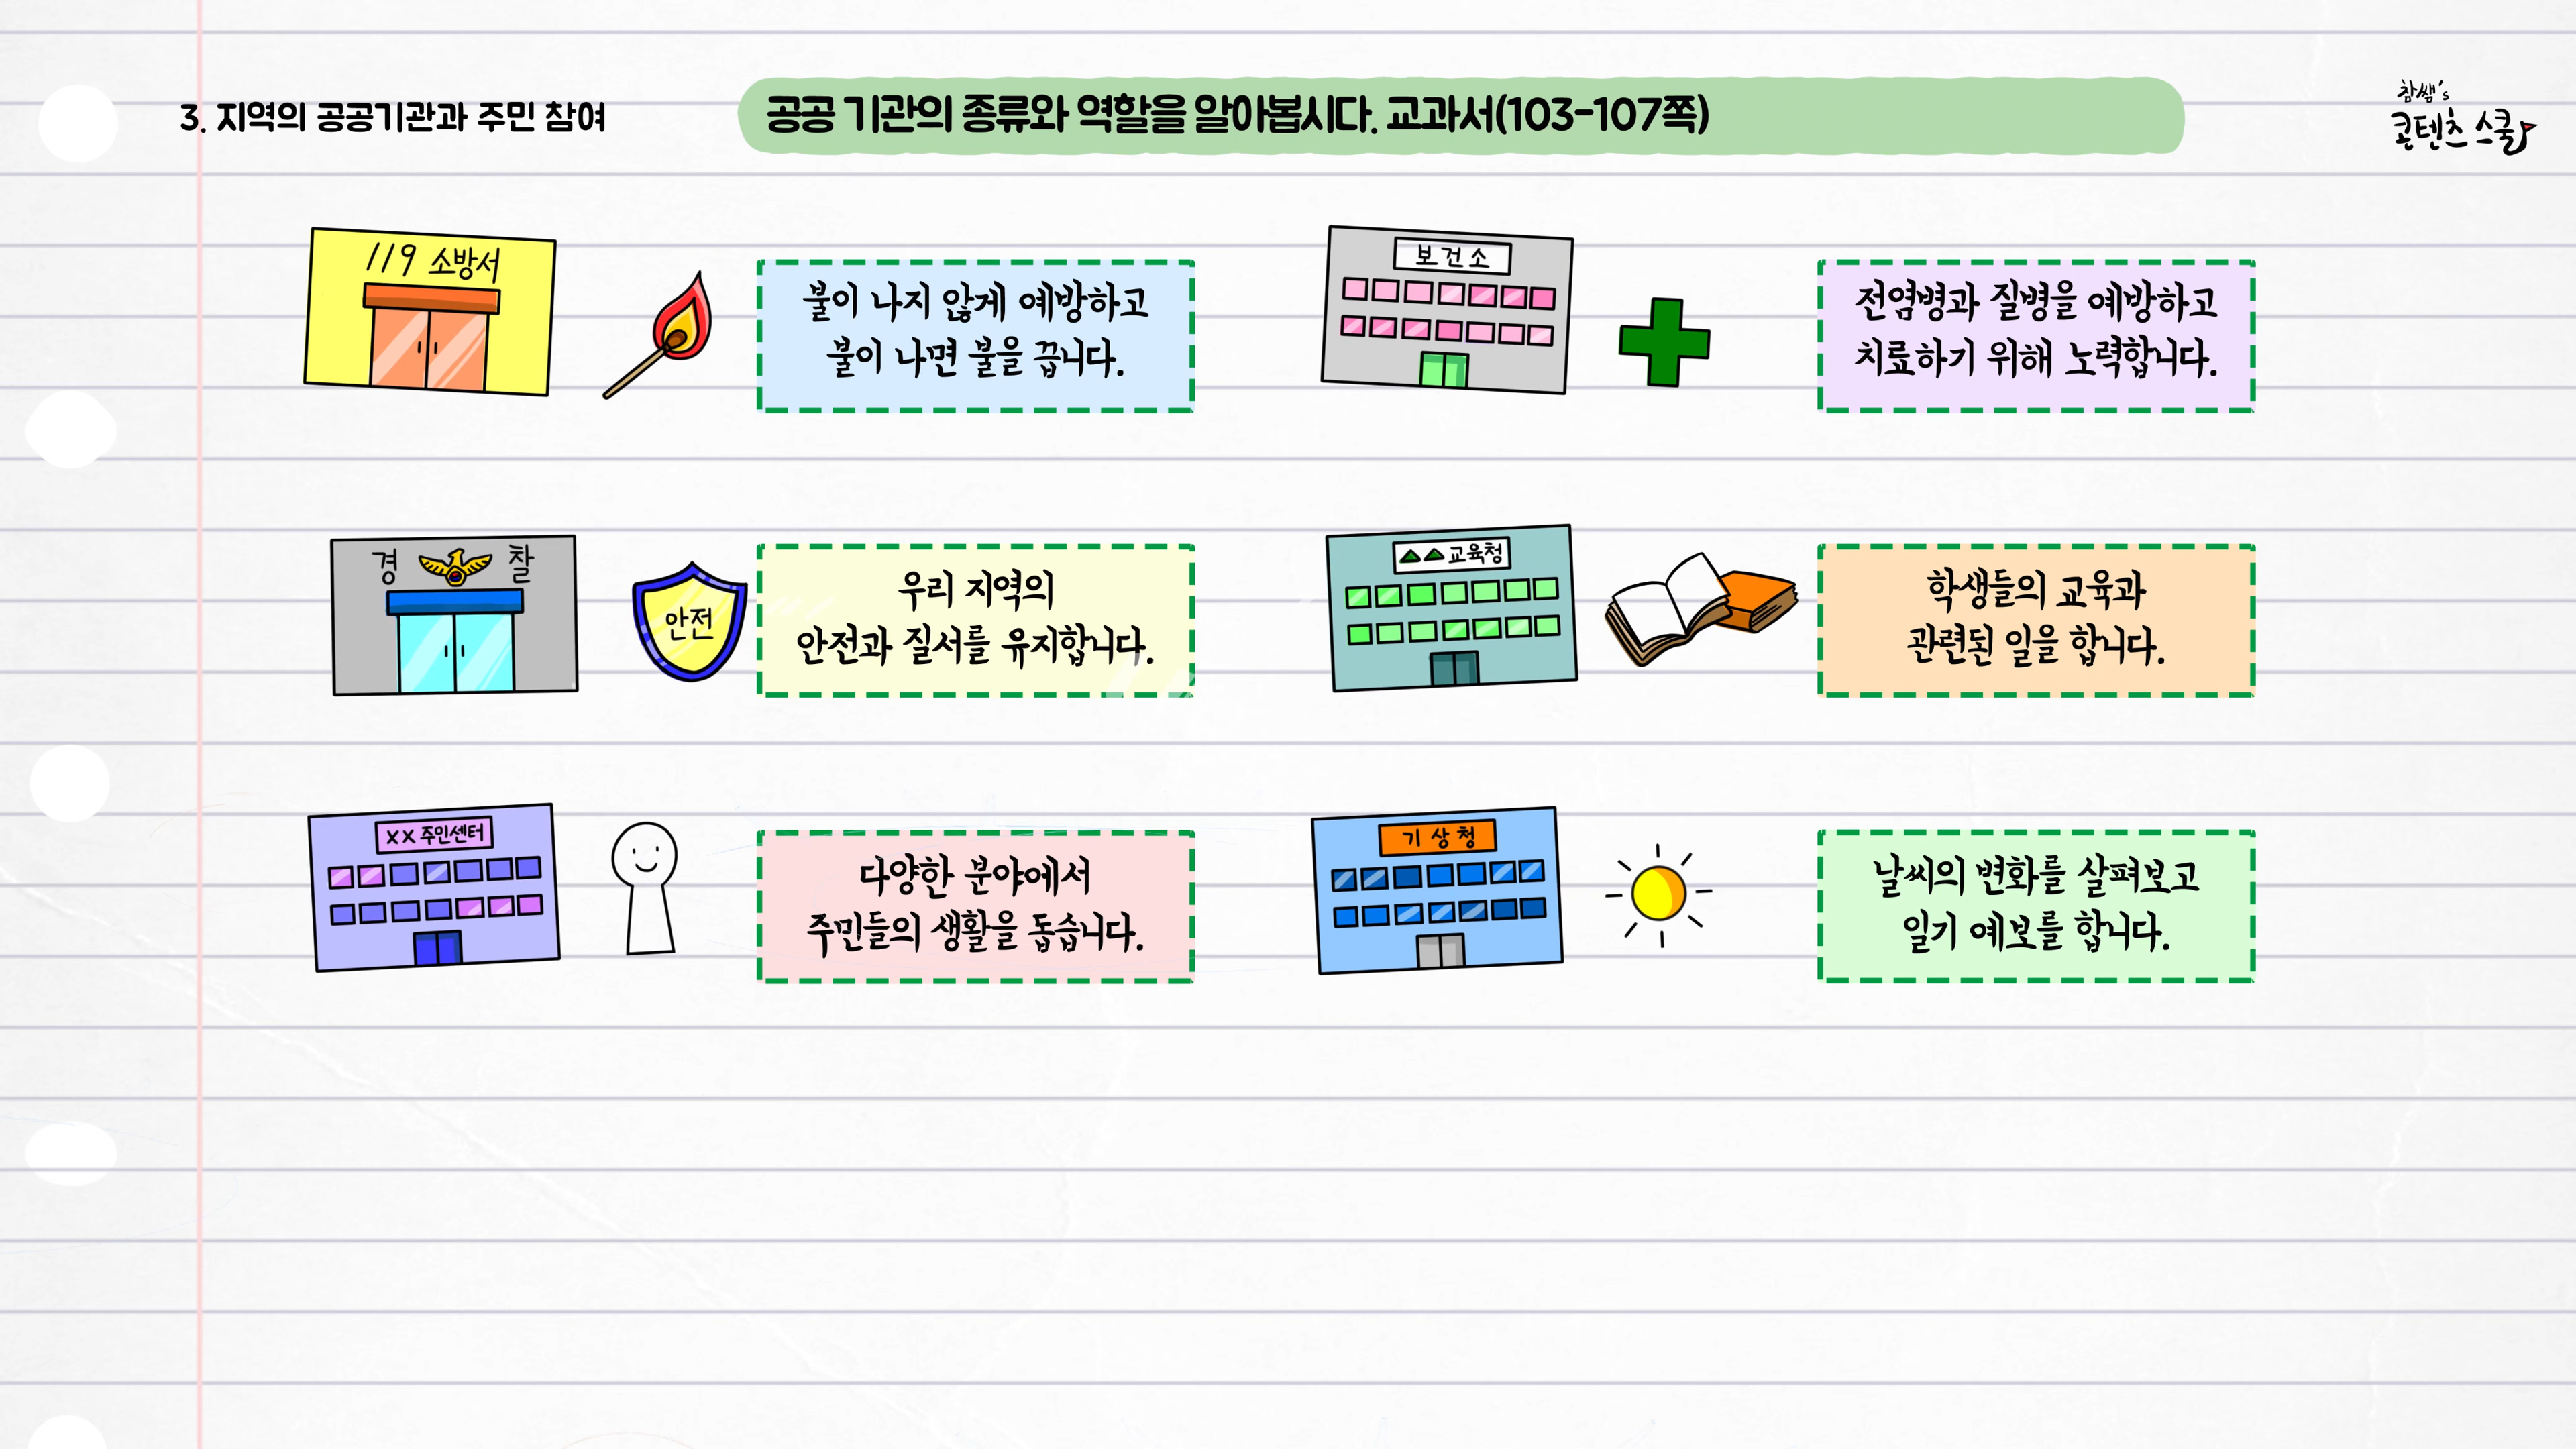 3. 지역의 공공기관과 주민 참여
공공 기관의 종류와 역할을 알아봅시다. 교과서(103-107쪽)
참쌤's
콘텐츠 스쿨
119 소방서
불이 나지 않게 예방하고
불이 나면 불을 끕니다.
보건소
전염병과 질병을 예방하고
치료하기 위해 노력합니다.
경찰
안전
우리 지역의
안전과 질서를 유지합니다.
▲▲교육청
학생들의 교육과
관련된 일을 합니다.
XX 주민센터
다양한 분야에서
주민들의 생활을 돕습니다.
기상청
날씨의 변화를 살펴보고
일기 예보를 합니다.